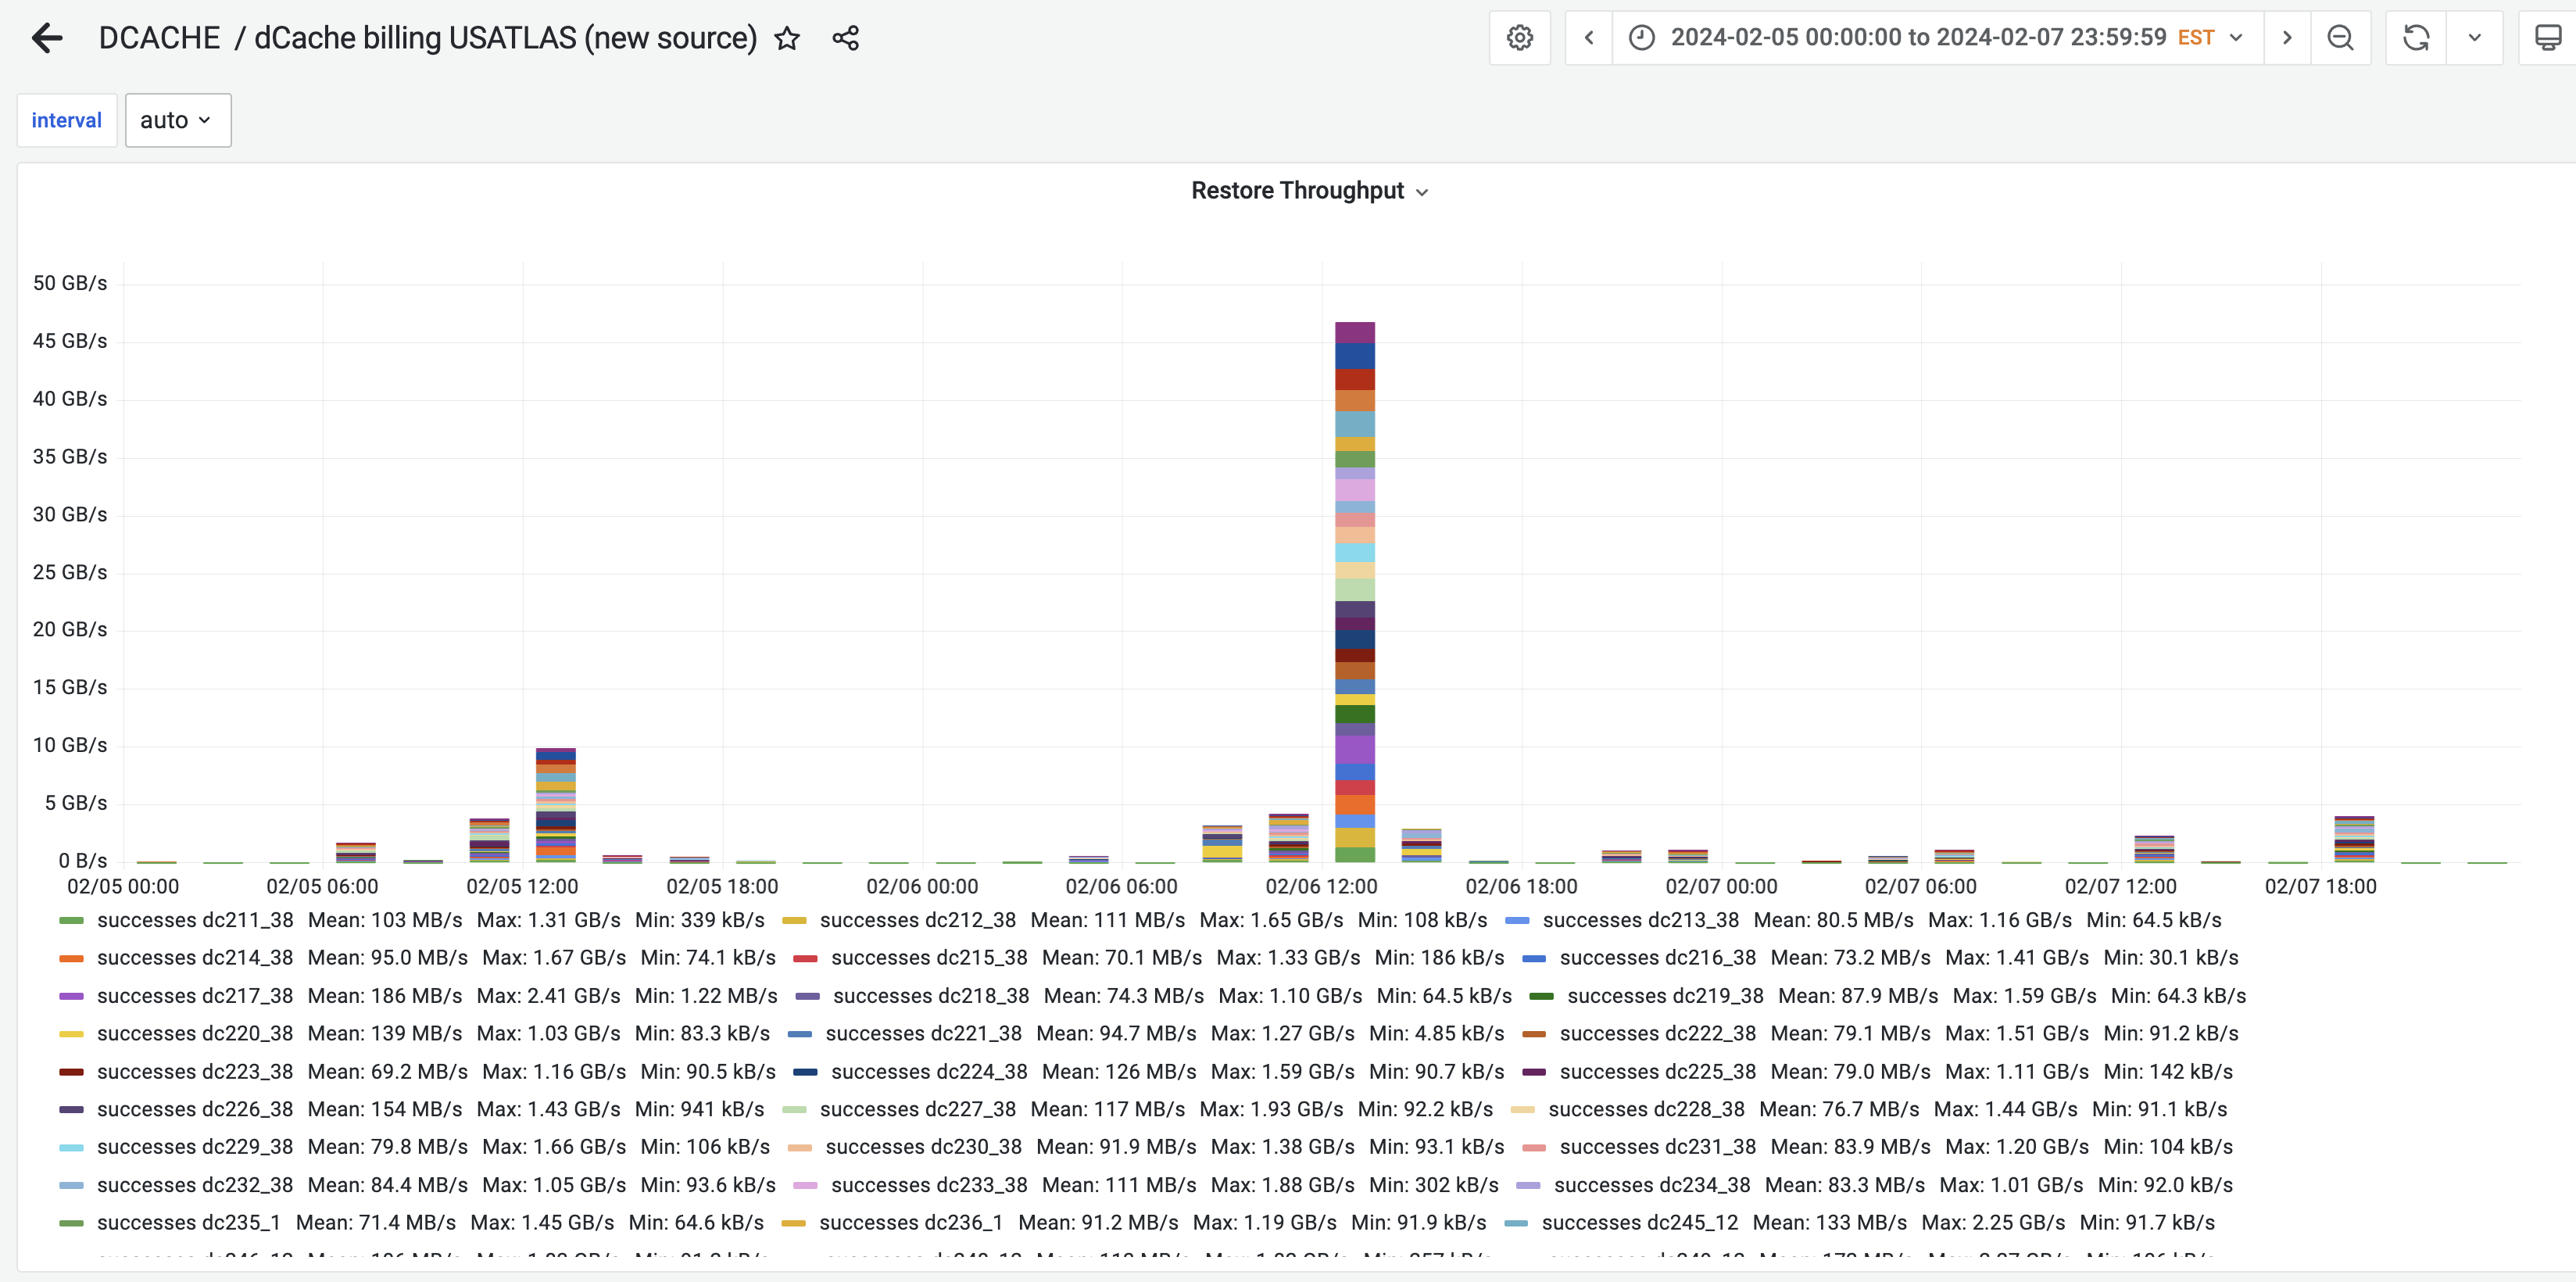 DCACHE / dCache billing USATLAS (new source)
2024-02-05 00:00:00 to 2024-02-07 23:59:59 EST
interval auto
Restore Throughput
50 GB/s
45 GB/s
40 GB/s
35 GB/s
30 GB/s
25 GB/s
20 GB/s
15 GB/s
10 GB/s
5 GB/s
0 B/s
02/05 00:00 02/05 06:00 02/05 12:00 02/05 18:00 02/06 00:00 02/06 06:00 02/06 12:00 02/06 18:00 02/07 00:00 02/07 06:00 02/07 12:00 02/07 18:00
successes dc211_38 Mean: 103 MB/s Max: 1.31 GB/s Min: 339 kB/s successes dc212_38 Mean: 111 MB/s Max: 1.65 GB/s Min: 108 kB/s successes dc213_38 Mean: 80.5 MB/s Max: 1.16 GB/s Min: 64.5 kB/s
successes dc214_38 Mean: 95.0 MB/s Max: 1.67 GB/s Min: 74.1 kB/s successes dc215_38 Mean: 70.1 MB/s Max: 1.33 GB/s Min: 186 kB/s successes dc216_38 Mean: 73.2 MB/s Max: 1.41 GB/s Min: 30.1 kB/s
successes dc217_38 Mean: 186 MB/s Max: 2.41 GB/s Min: 1.22 MB/s successes dc218_38 Mean: 74.3 MB/s Max: 1.10 GB/s Min: 64.5 kB/s successes dc219_38 Mean: 87.9 MB/s Max: 1.59 GB/s Min: 64.3 kB/s
successes dc220_38 Mean: 139 MB/s Max: 1.03 GB/s Min: 83.3 kB/s successes dc221_38 Mean: 94.7 MB/s Max: 1.27 GB/s Min: 4.85 kB/s successes dc222_38 Mean: 79.1 MB/s Max: 1.51 GB/s Min: 91.2 kB/s
successes dc223_38 Mean: 69.2 MB/s Max: 1.16 GB/s Min: 90.5 kB/s successes dc224_38 Mean: 126 MB/s Max: 1.59 GB/s Min: 90.7 kB/s successes dc225_38 Mean: 79.0 MB/s Max: 1.11 GB/s Min: 142 kB/s
successes dc226_38 Mean: 154 MB/s Max: 1.43 GB/s Min: 941 kB/s successes dc227_38 Mean: 117 MB/s Max: 1.93 GB/s Min: 92.2 kB/s successes dc228_38 Mean: 76.7 MB/s Max: 1.44 GB/s Min: 91.1 kB/s
successes dc229_38 Mean: 79.8 MB/s Max: 1.66 GB/s Min: 106 kB/s successes dc230_38 Mean: 91.9 MB/s Max: 1.38 GB/s Min: 93.1 kB/s successes dc231_38 Mean: 83.9 MB/s Max: 1.20 GB/s Min: 104 kB/s
successes dc232_38 Mean: 84.4 MB/s Max: 1.05 GB/s Min: 93.6 kB/s successes dc233_38 Mean: 111 MB/s Max: 1.88 GB/s Min: 302 kB/s successes dc234_38 Mean: 83.3 MB/s Max: 1.01 GB/s Min: 92.0 kB/s
successes dc235_1 Mean: 71.4 MB/s Max: 1.45 GB/s Min: 64.6 kB/s successes dc236_1 Mean: 91.2 MB/s Max: 1.19 GB/s Min: 91.9 kB/s successes dc245_12 Mean: 133 MB/s Max: 2.25 GB/s Min: 91.7 kB/s